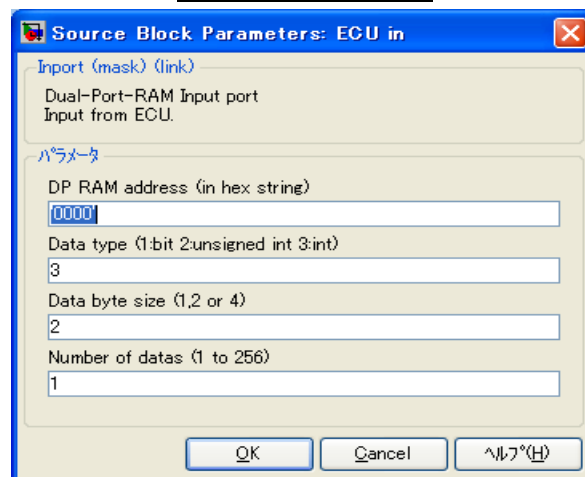 Source Block Parameters: ECU in
Inport (mask) (link)
Dual-Port-RAM Input port
Input from ECU.
パラメータ
DP RAM address (in hex string)
'0000'
Data type (1:bit 2:unsigned int 3:int)
3
Data byte size (1,2 or 4)
2
Number of datas (1 to 256)
1
OK
Cancel
ヘルプ(H)